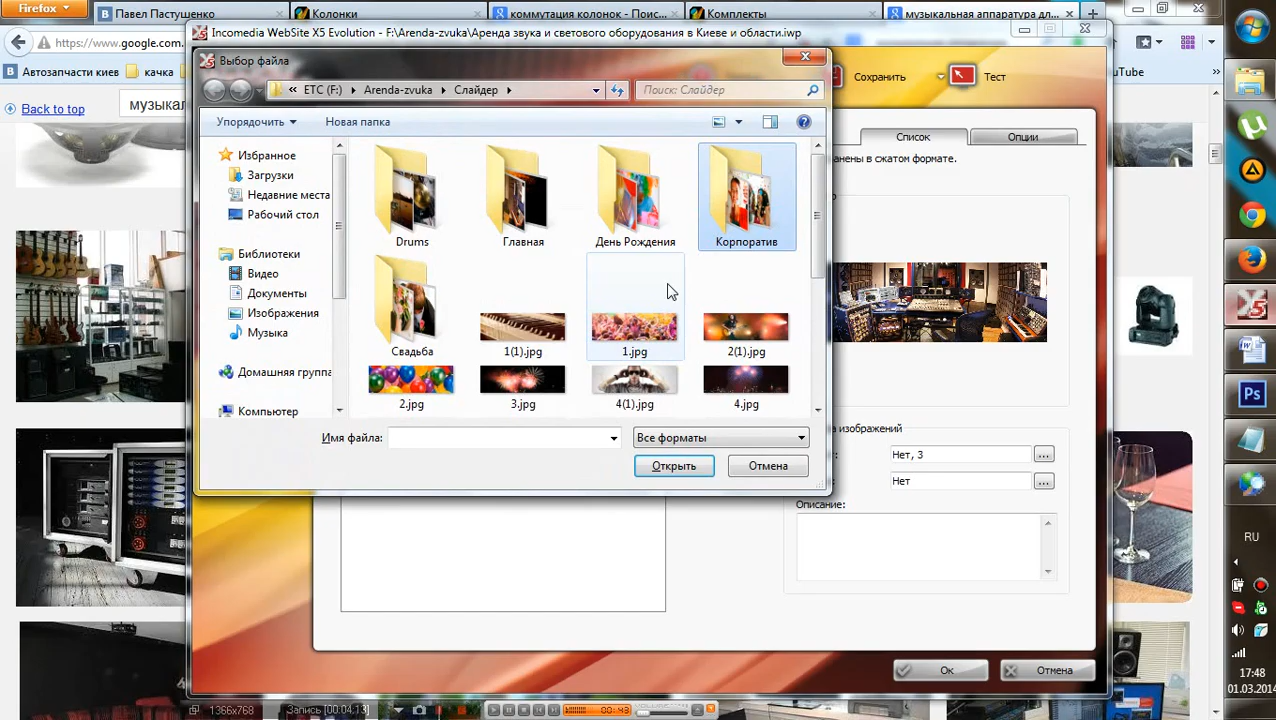 Firefox
Павел Пастушенко
Колонки
коммутация колонок - Поис...
Комплекты
музыкальная аппаратура дл...
https://www.google.com.
Incomedia WebSite X5 Evolution - F:\Arenda-zvuka\Аренда звука и светового оборудования в Киеве и области.iwp
Автозапчасти киев
качка
YouTube
Back to top
музыкал
Сохранить
Тест
Выбор файла
ETC (F:)
Arenda-zvuka
Слайдер
Поиск: Слайдер
Упорядочить
Новая папка
Список
Опции
анены в сжатом формате.
Избранное
Загрузки
Недавние места
Рабочий стол
Библиотеки
Видео
Документы
Изображения
Музыка
Домашняя группа
Компьютер
Drums
Главная
День Рождения
Корпоратив
Свадьба
1(1).jpg
1.jpg
2(1).jpg
2.jpg
3.jpg
4(1).jpg
4.jpg
Имя файла:
Все форматы
Открыть
Отмена
а изображений
Нет, 3
Нет
Описание:
Ок
Отмена
RU
17:48
01.03.2014
1366x768
Запись [00:04:13]
00:43